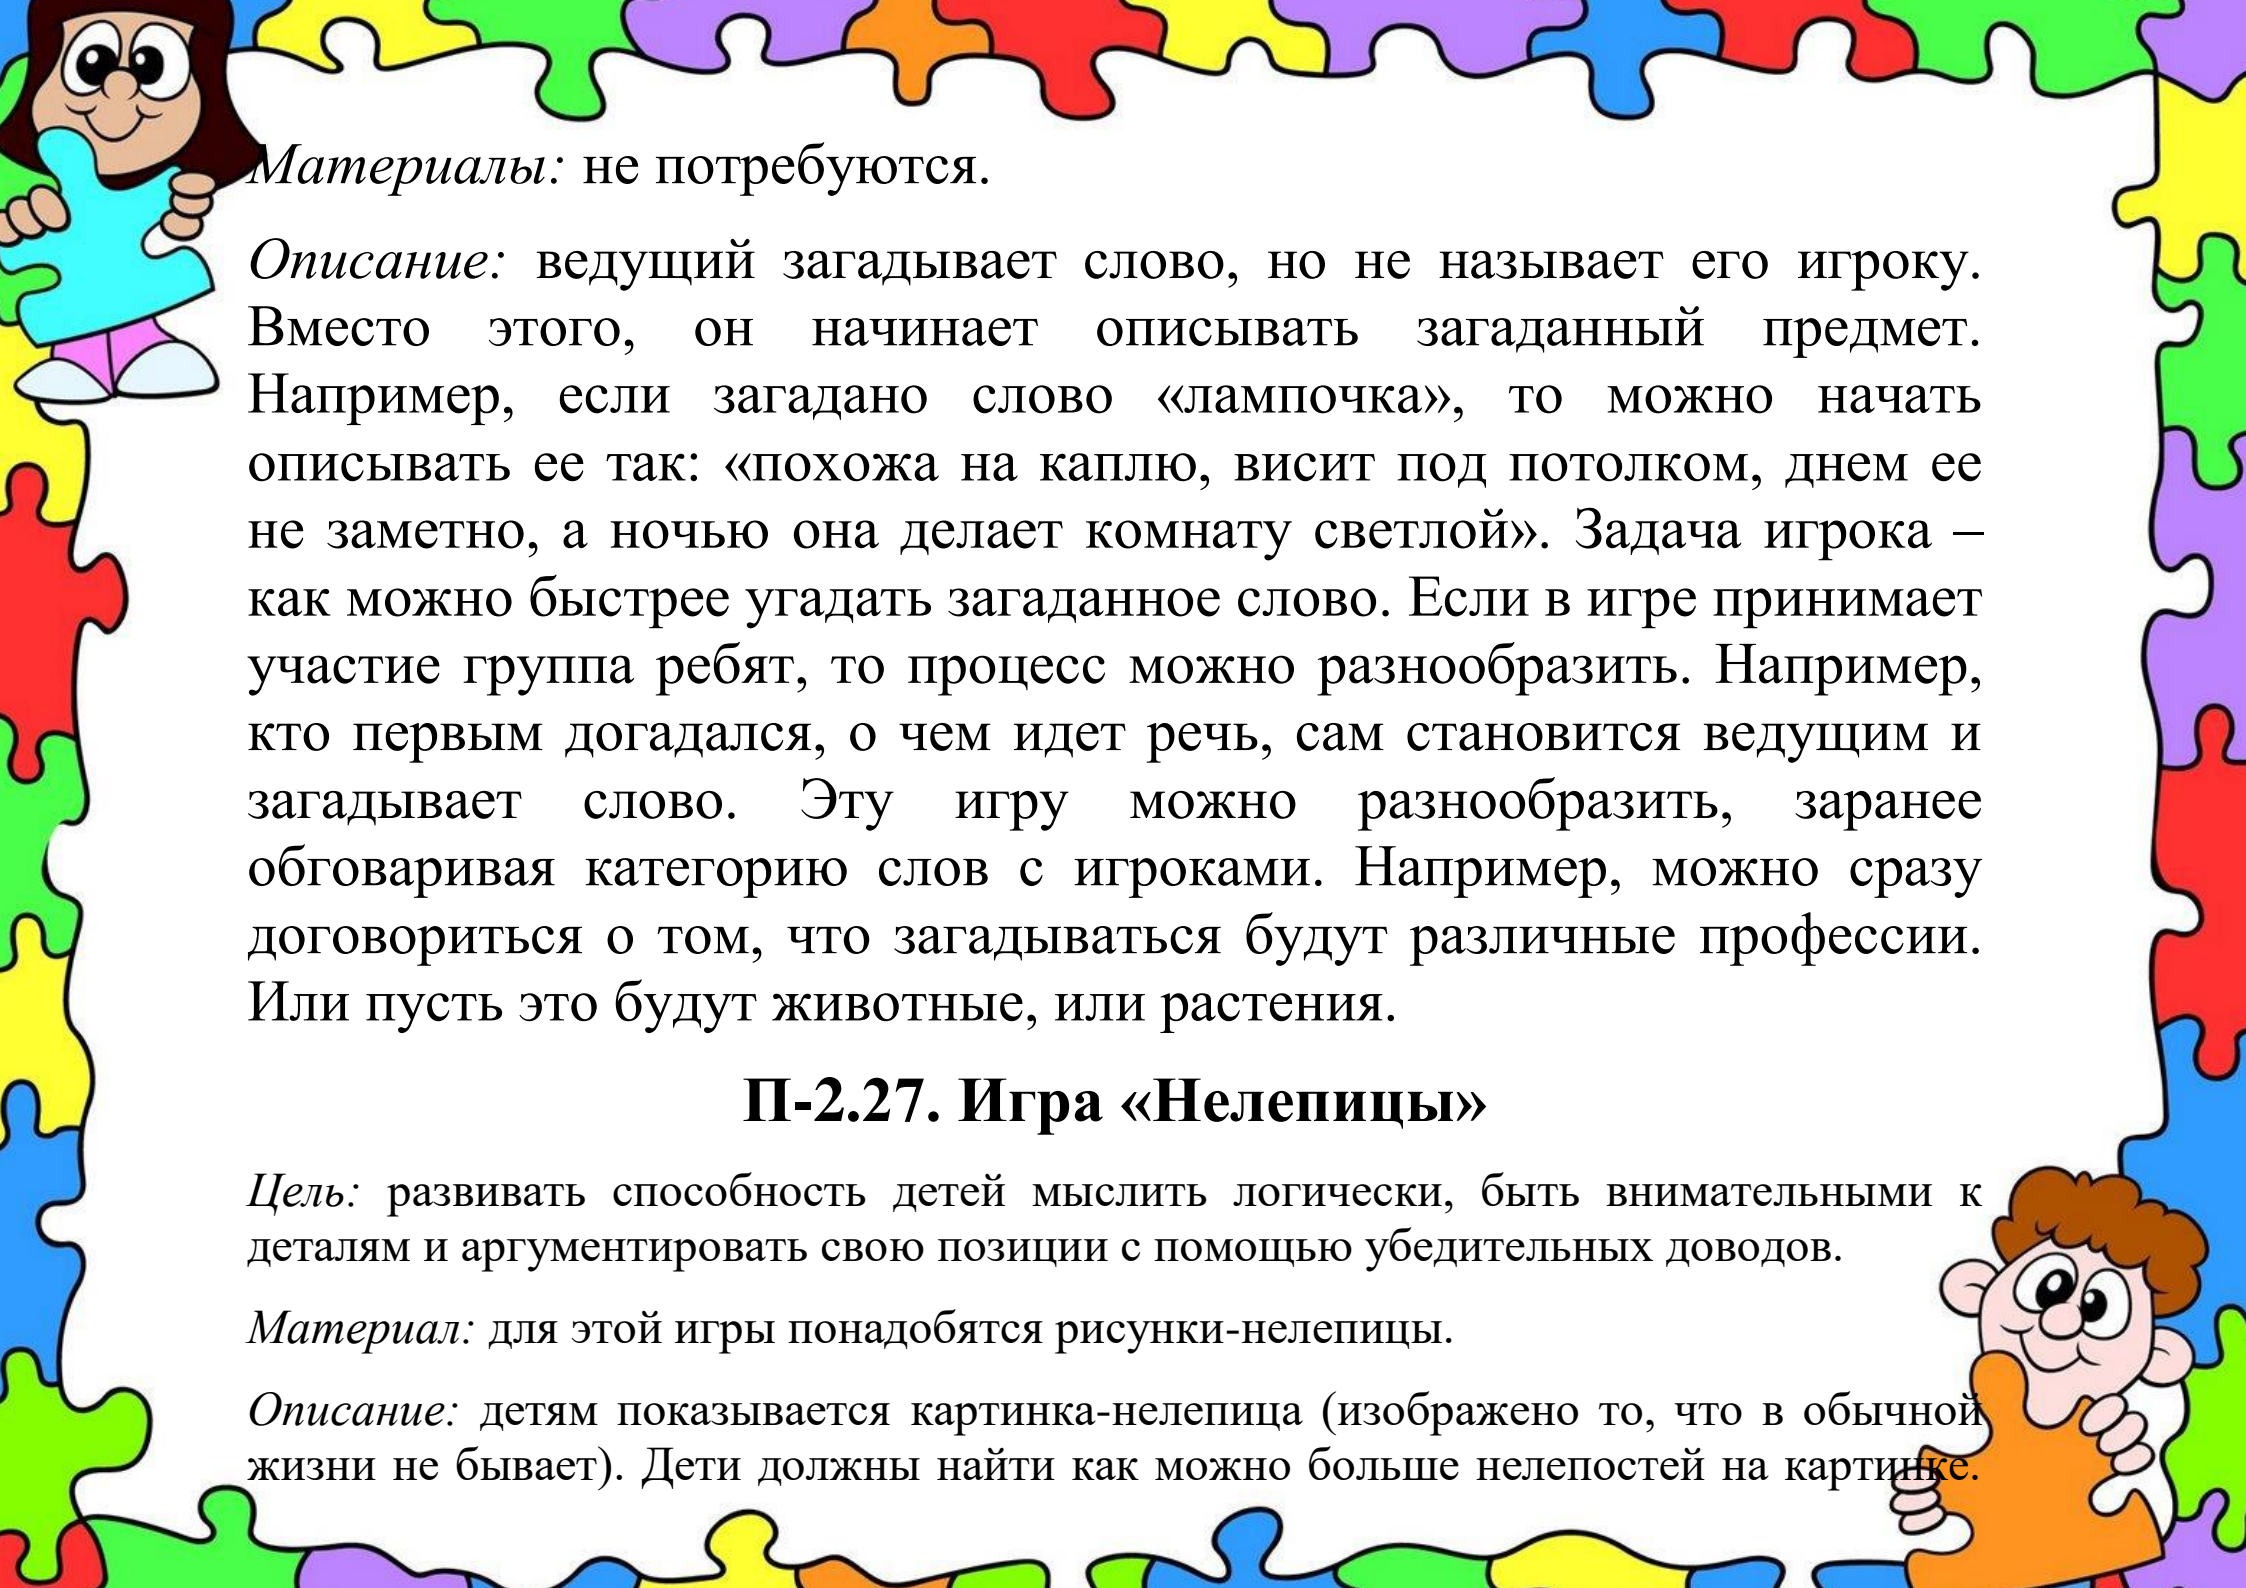 Материалы: не потребуются.
Описание: ведущий загадывает слово, но не называет его игроку.
Вместо этого, он начинает описывать загаданный предмет.
Например, если загадано слово «лампочка», то можно начать
описывать ее так: «похожа на каплю, висит под потолком, днем ее
не заметно, а ночью она делает комнату светлой». Задача игрока –
как можно быстрее угадать загаданное слово. Если в игре принимает
участие группа ребят, то процесс можно разнообразить. Например,
кто первым догадался, о чем идет речь, сам становится ведущим и
загадывает слово. Эту игру можно разнообразить, заранее
обговаривая категорию слов с игроками. Например, можно сразу
договориться о том, что загадываться будут различные профессии.
Или пусть это будут животные, или растения.
П-2.27. Игра «Нелепицы»
Цель: развивать способность детей мыслить логически, быть внимательными к
деталям и аргументировать свою позиции с помощью убедительных доводов.
Материал: для этой игры понадобятся рисунки-нелепицы.
Описание: детям показывается картинка-нелепица (изображено то, что в обычной
жизни не бывает). Дети должны найти как можно больше нелепостей на картинке.